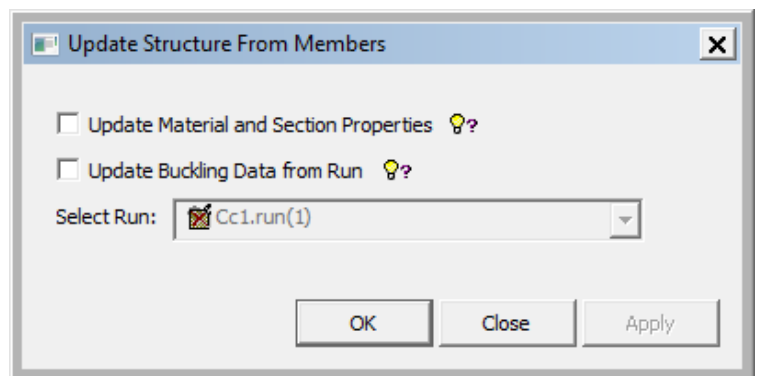 Update Structure From Members
Update Material and Section Properties ?
Update Buckling Data from Run ?
Select Run: Cc1.run(1)
OK Close Apply